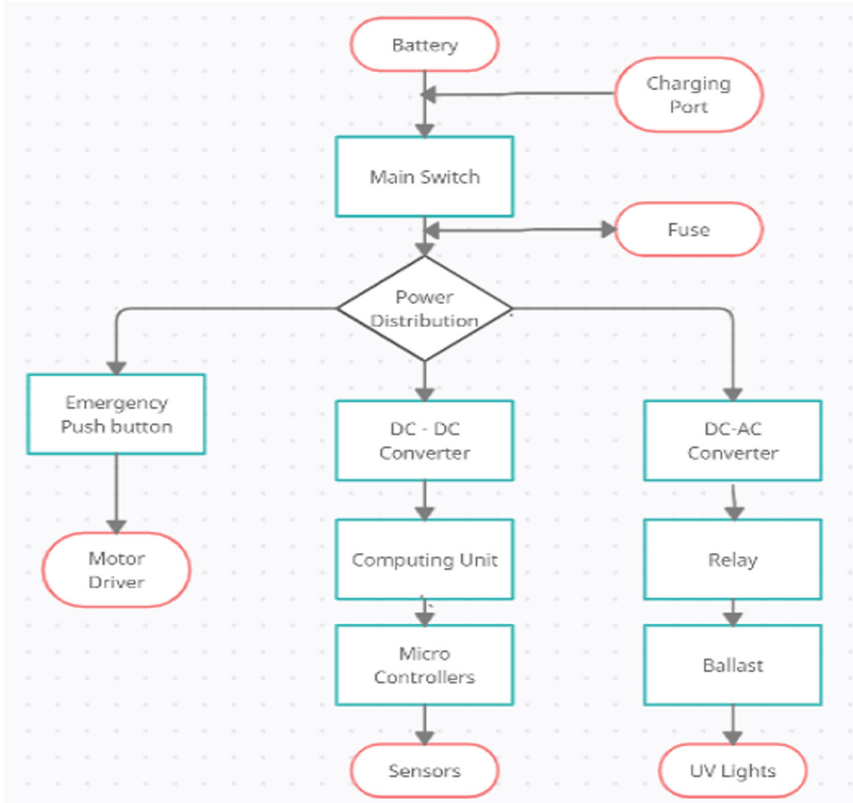 Battery
Charging
Port
Main Switch
Fuse
Power
Distribution
Emergency
Push button
DC - DC
Converter
DC-AC
Converter
Motor
Driver
Computing Unit
Relay
Micro
Controllers
Ballast
Sensors
UV Lights